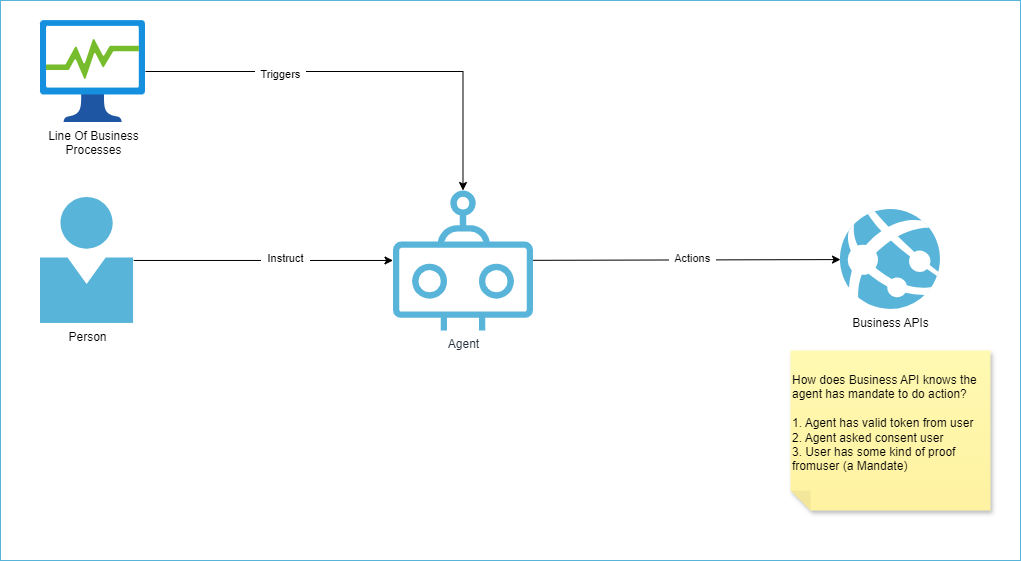 Triggers
Line Of Business
Processes
Instruct
Actions
Person
Agent
Business APIs
How does Business API knows the
agent has mandate to do action?
1. Agent has valid token from user
2. Agent asked consent user
3. User has some kind of proof
fromuser (a Mandate)